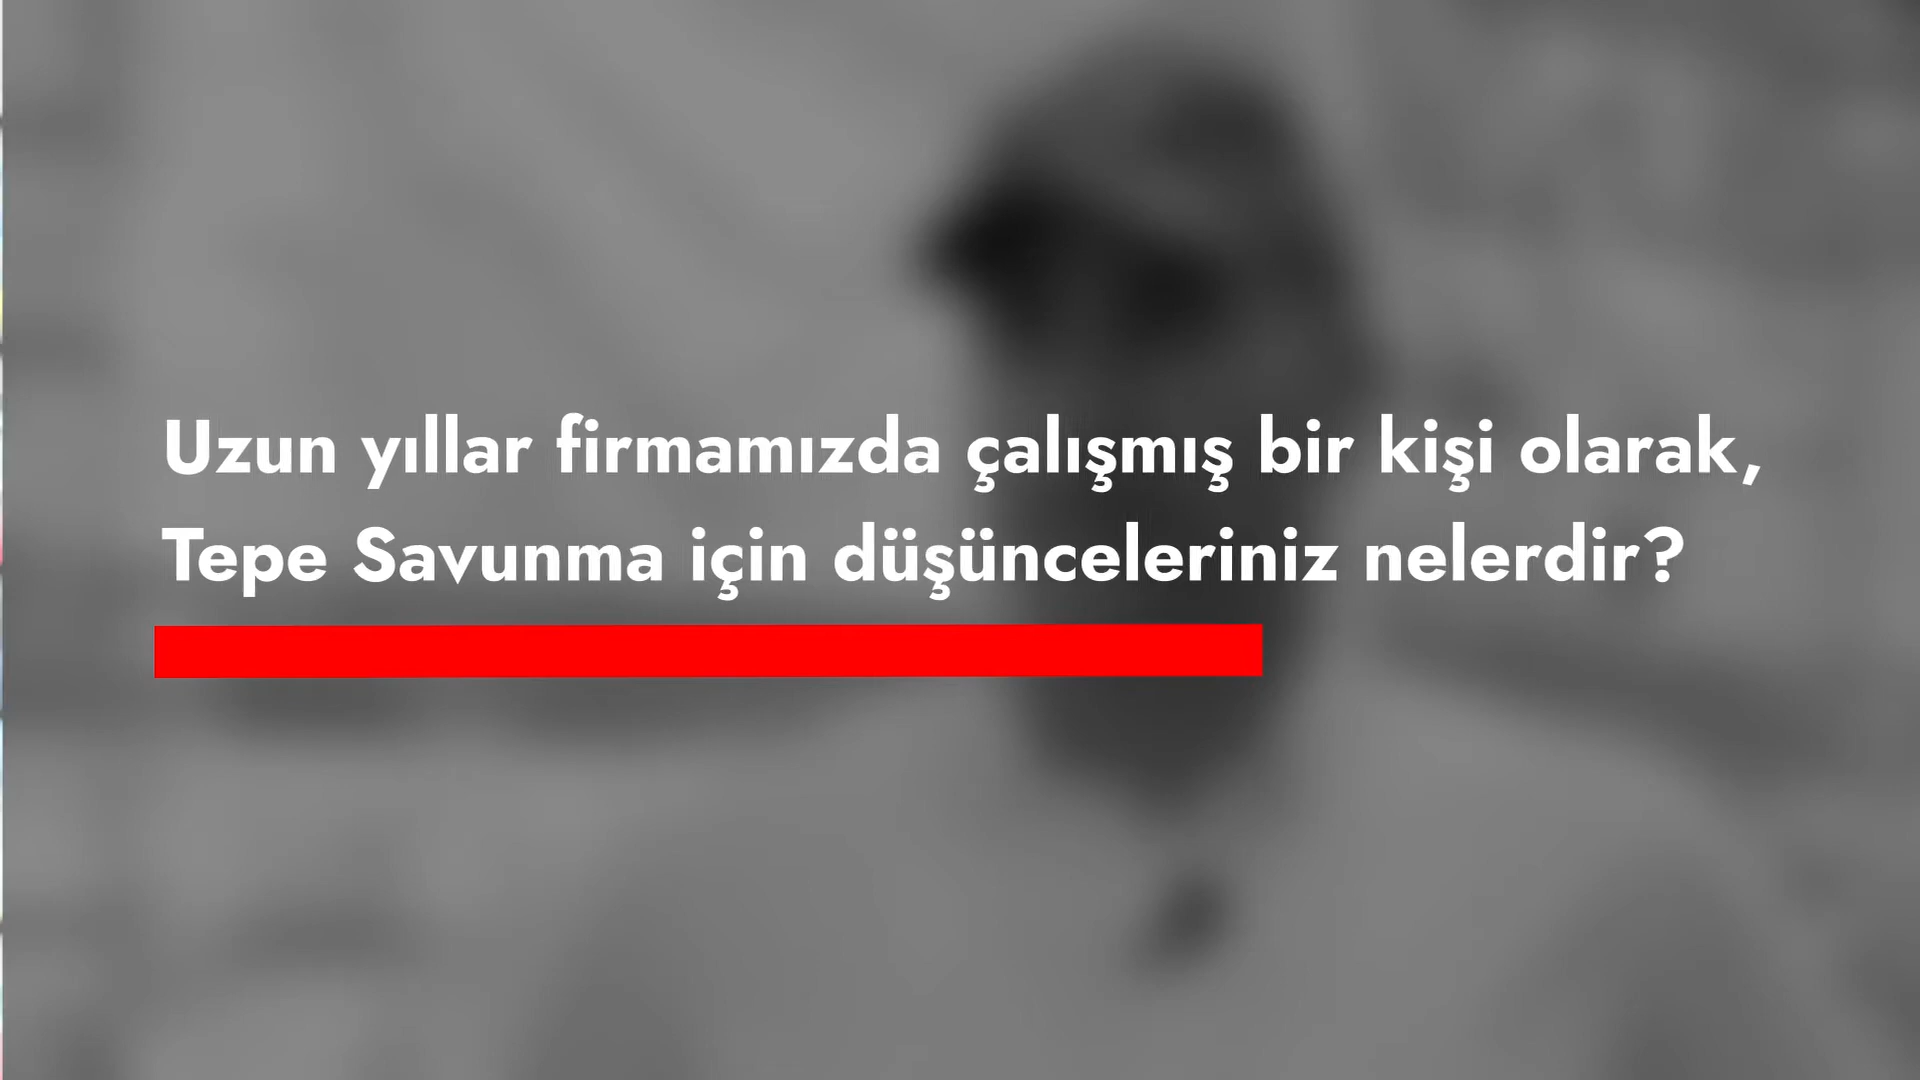 Uzun yıllar firmamızda çalışmış bir kişi olarak,
Tepe Savunma için düşünceleriniz nelerdir?